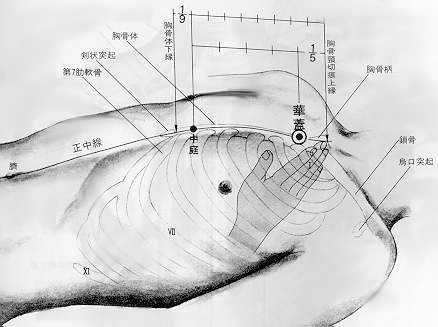 1/9
胸骨体
胸骨体下縁
剣状突起
第7肋軟骨
1/5
胸骨頸切痕上縁
胸骨柄
華蓋
中庭
正中線
臍
鎖骨
烏口突起
VII
XI